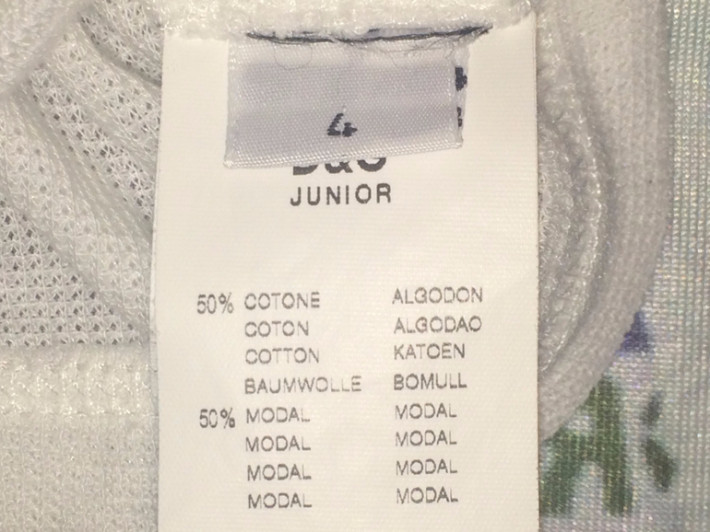 4
D&G
JUNIOR
50% COTONE ALGODON
COTON ALGODAO
COTTON KATOEN
BAUMWOLLE BOMULL
50% MODAL MODAL
MODAL MODAL
MODAL MODAL
MODAL MODAL